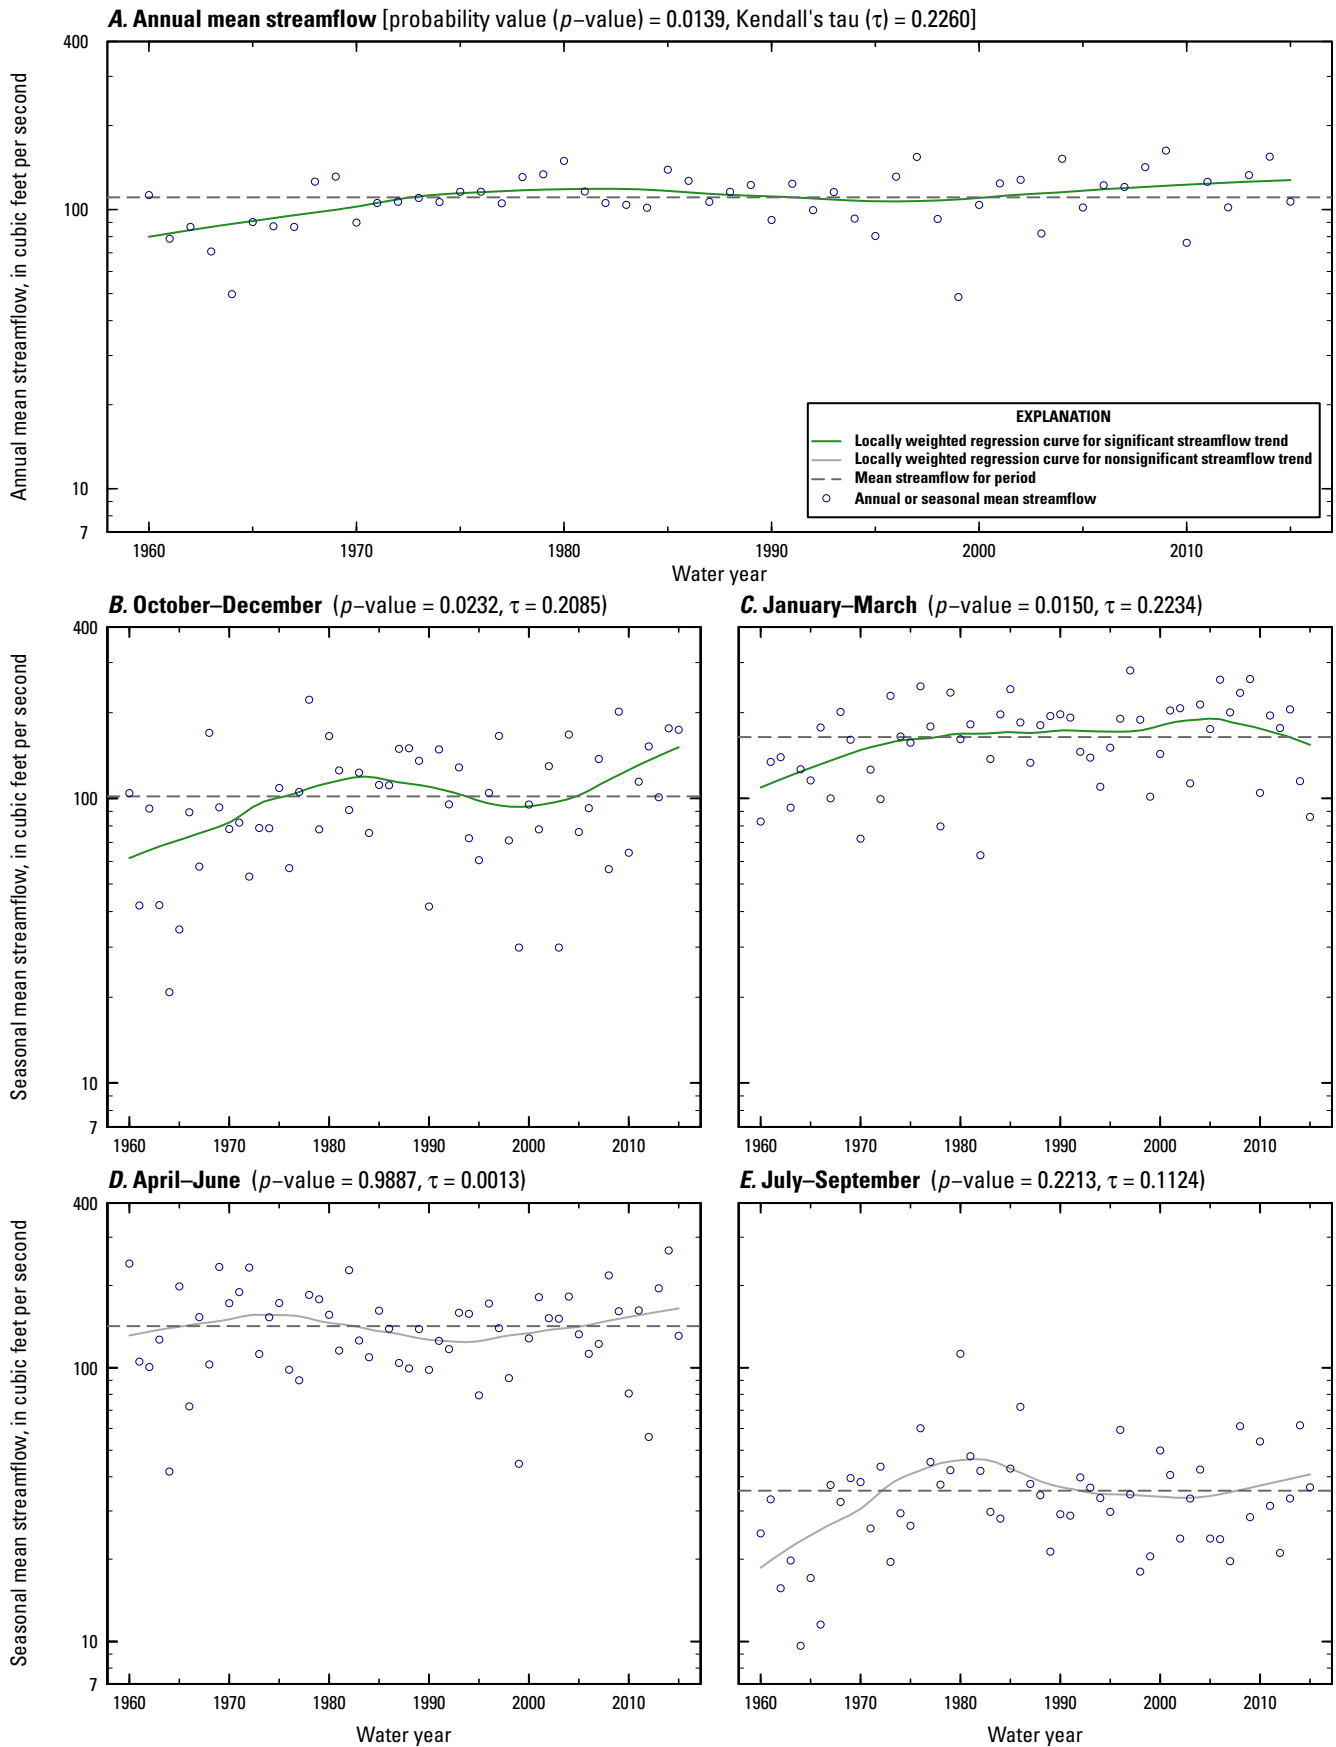 A. Annual mean streamflow [probability value (p−value) = 0.0139, Kendall's tau (τ) = 0.2260]
Annual mean streamflow, in cubic feet per second
400
100
10
7
EXPLANATION
Locally weighted regression curve for significant streamflow trend
Locally weighted regression curve for nonsignificant streamflow trend
Mean streamflow for period
Annual or seasonal mean streamflow
1960 1970 1980 1990 2000 2010
Water year
B. October–December (p−value = 0.0232, τ = 0.2085)
Seasonal mean streamflow, in cubic feet per second
400
100
10
7
1960 1970 1980 1990 2000 2010
C. January–March (p−value = 0.0150, τ = 0.2234)
1960 1970 1980 1990 2000 2010
D. April–June (p−value = 0.9887, τ = 0.0013)
Seasonal mean streamflow, in cubic feet per second
400
100
10
7
1960 1970 1980 1990 2000 2010
Water year
E. July–September (p−value = 0.2213, τ = 0.1124)
1960 1970 1980 1990 2000 2010
Water year